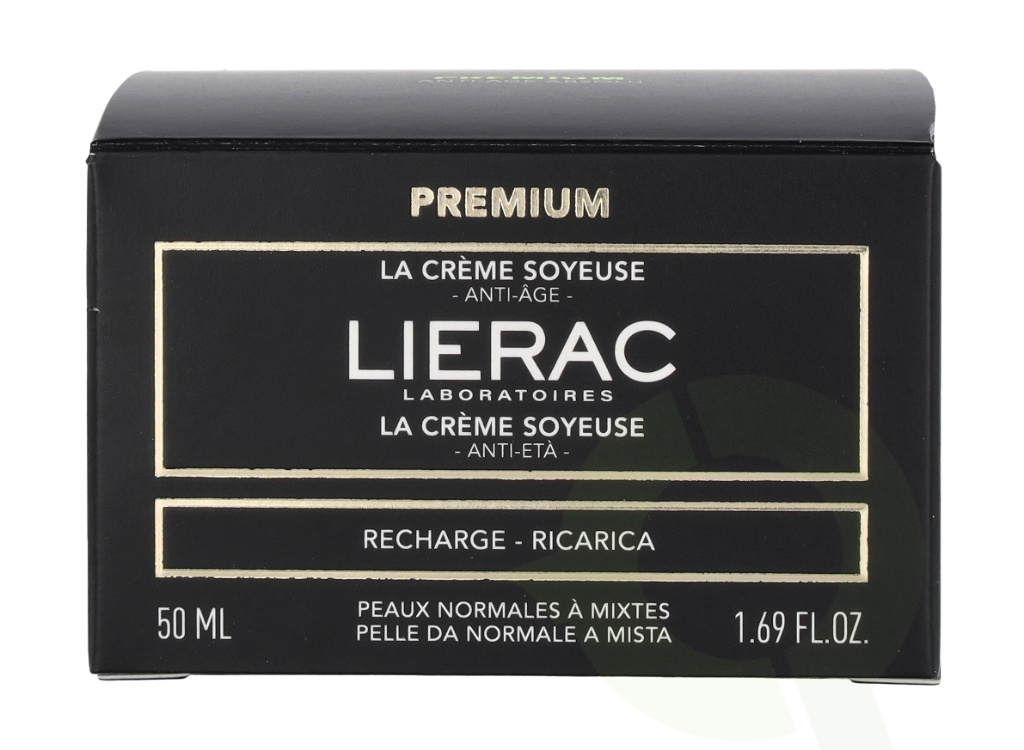 PREMIUM
PREMIUM
LA CRÈME SOYEUSE
- ANTI-ÂGE -
LIERAC
LABORATOIRES
LA CRÈME SOYEUSE
- ANTI-ETÀ -
RECHARGE - RICARICA
50 ML
PEAUX NORMALES À MIXTES
PELLE DA NORMALE A MISTA
1.69 FL.OZ.